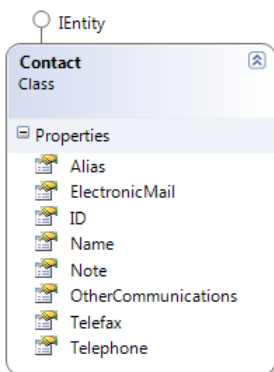 IEntity
Contact
Class
Properties
Alias
ElectronicMail
ID
Name
Note
OtherCommunications
Telefax
Telephone